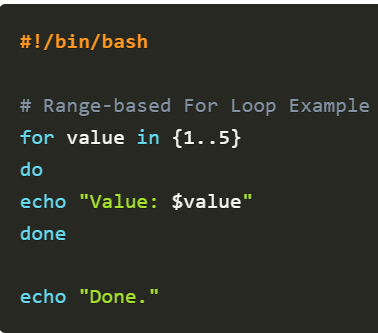 #!/bin/bash
# Range-based For Loop Example
for value in {1..5}
do
echo "Value: $value"
done
echo "Done."